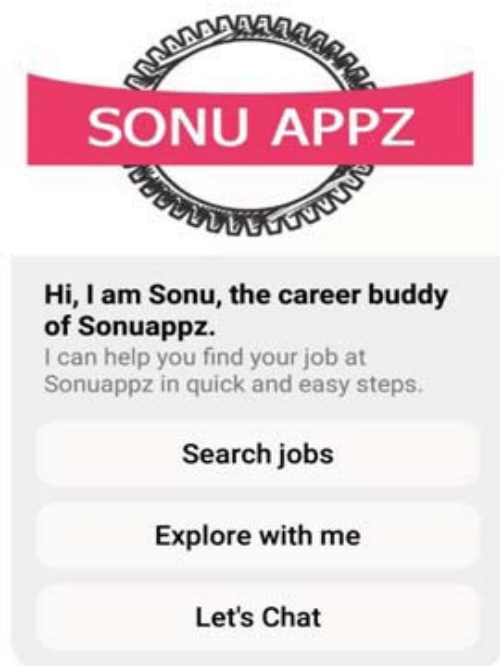 SONU APPZ
Hi, I am Sonu, the career buddy
of Sonuappz.
I can help you find your job at
Sonuappz in quick and easy steps.
Search jobs
Explore with me
Let's Chat